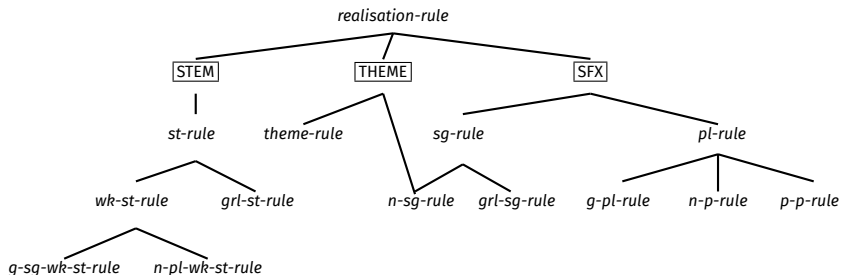 realisation-rule
STEM THEME SFX
st-rule theme-rule sg-rule pl-rule
wk-st-rule grl-st-rule n-sg-rule grl-sg-rule g-pl-rule n-p-rule p-p-rule
g-sg-wk-st-rule n-pl-wk-st-rule